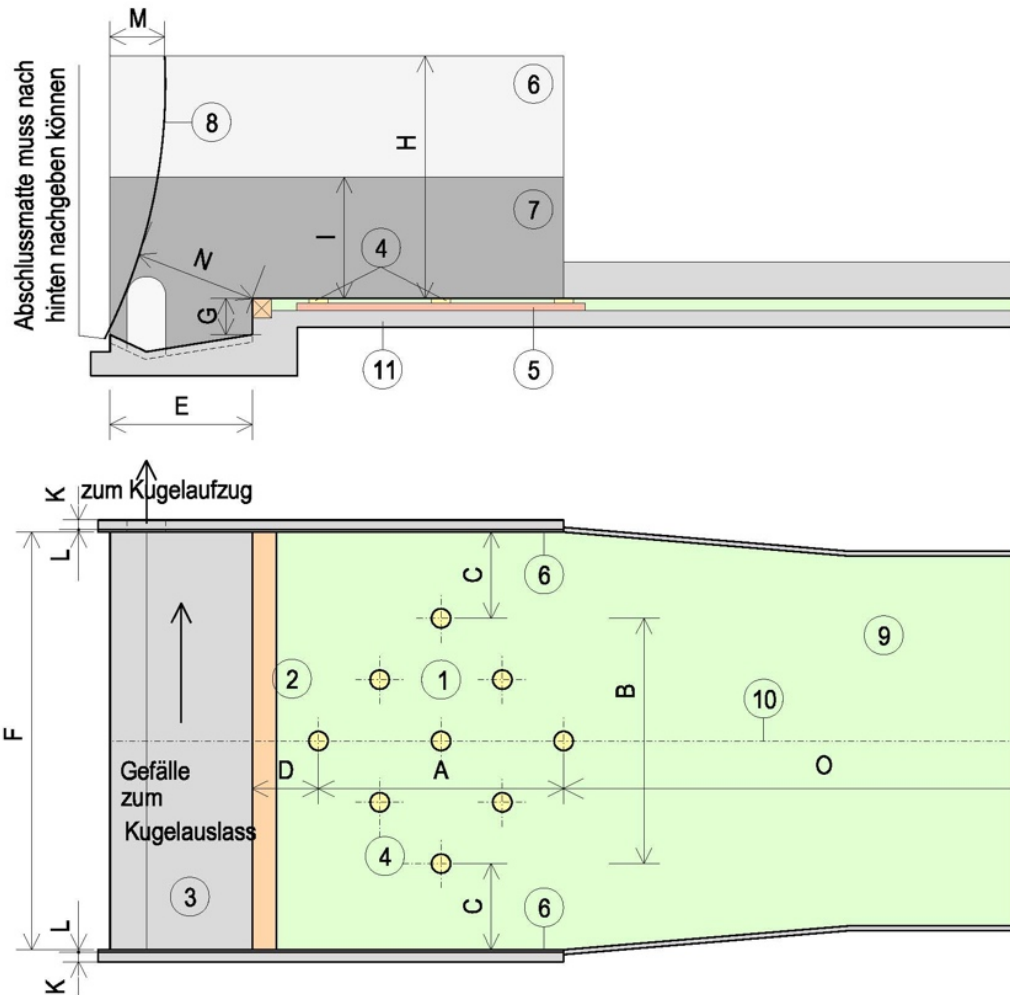 M
Abschlussmatte muss nach
hinten nachgeben können
6
8
H
7
I
4
N
G
11
5
E
K
zum Kugelaufzug
L
C
6
9
2
1
B
10
F
D
A
O
Gefälle
zum
Kugelauslass
4
3
C
L
6
K